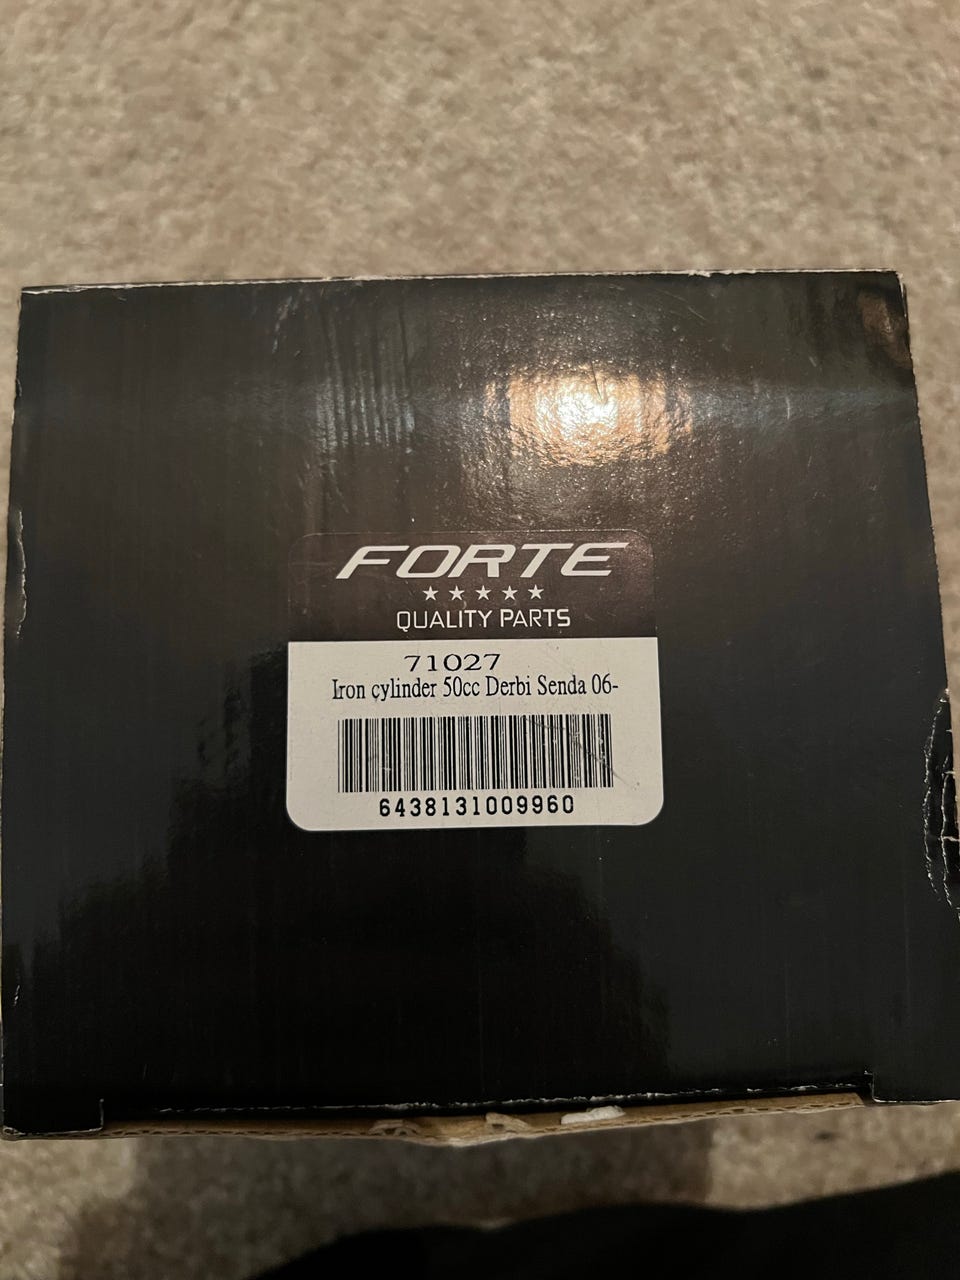 FORTE
★★★★★
QUALITY PARTS
71027
Iron cylinder 50cc Derbi Senda 06-
6438131009960